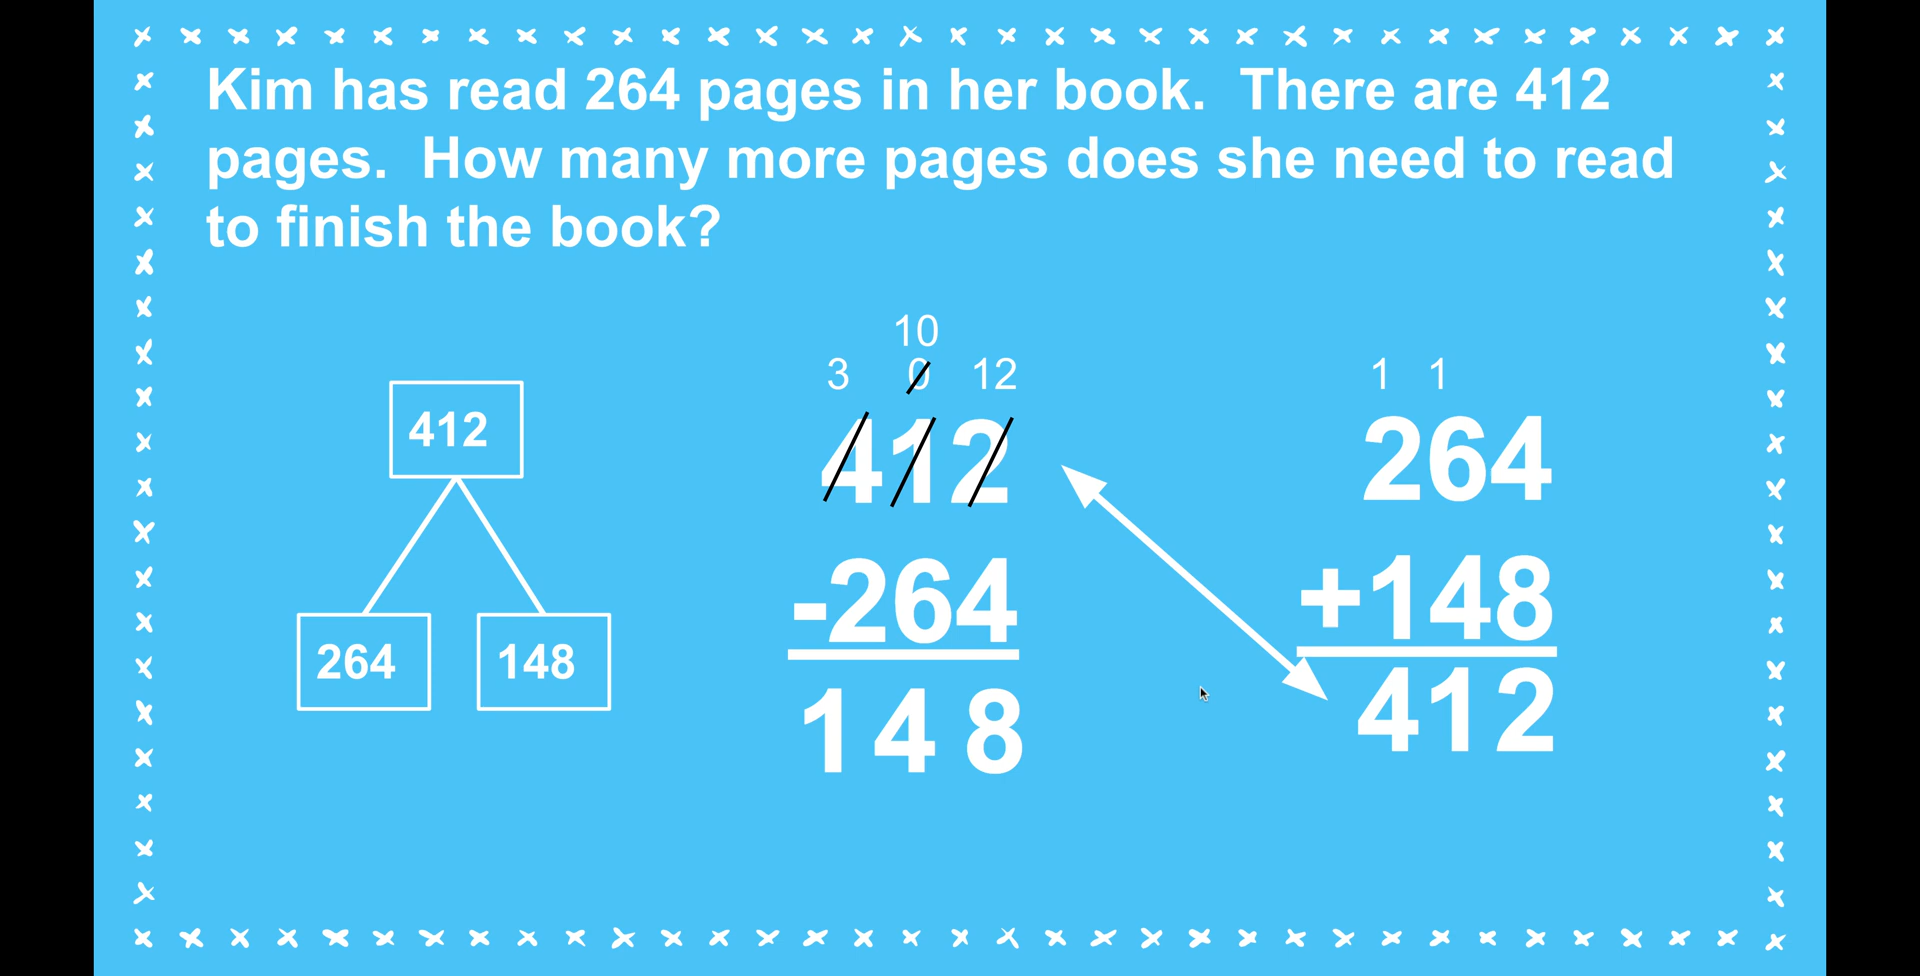 Kim has read 264 pages in her book. There are 412
pages. How many more pages does she need to read
to finish the book?
412
264 148
10
3 0 12
412
-264
148
1 1
264
+148
412